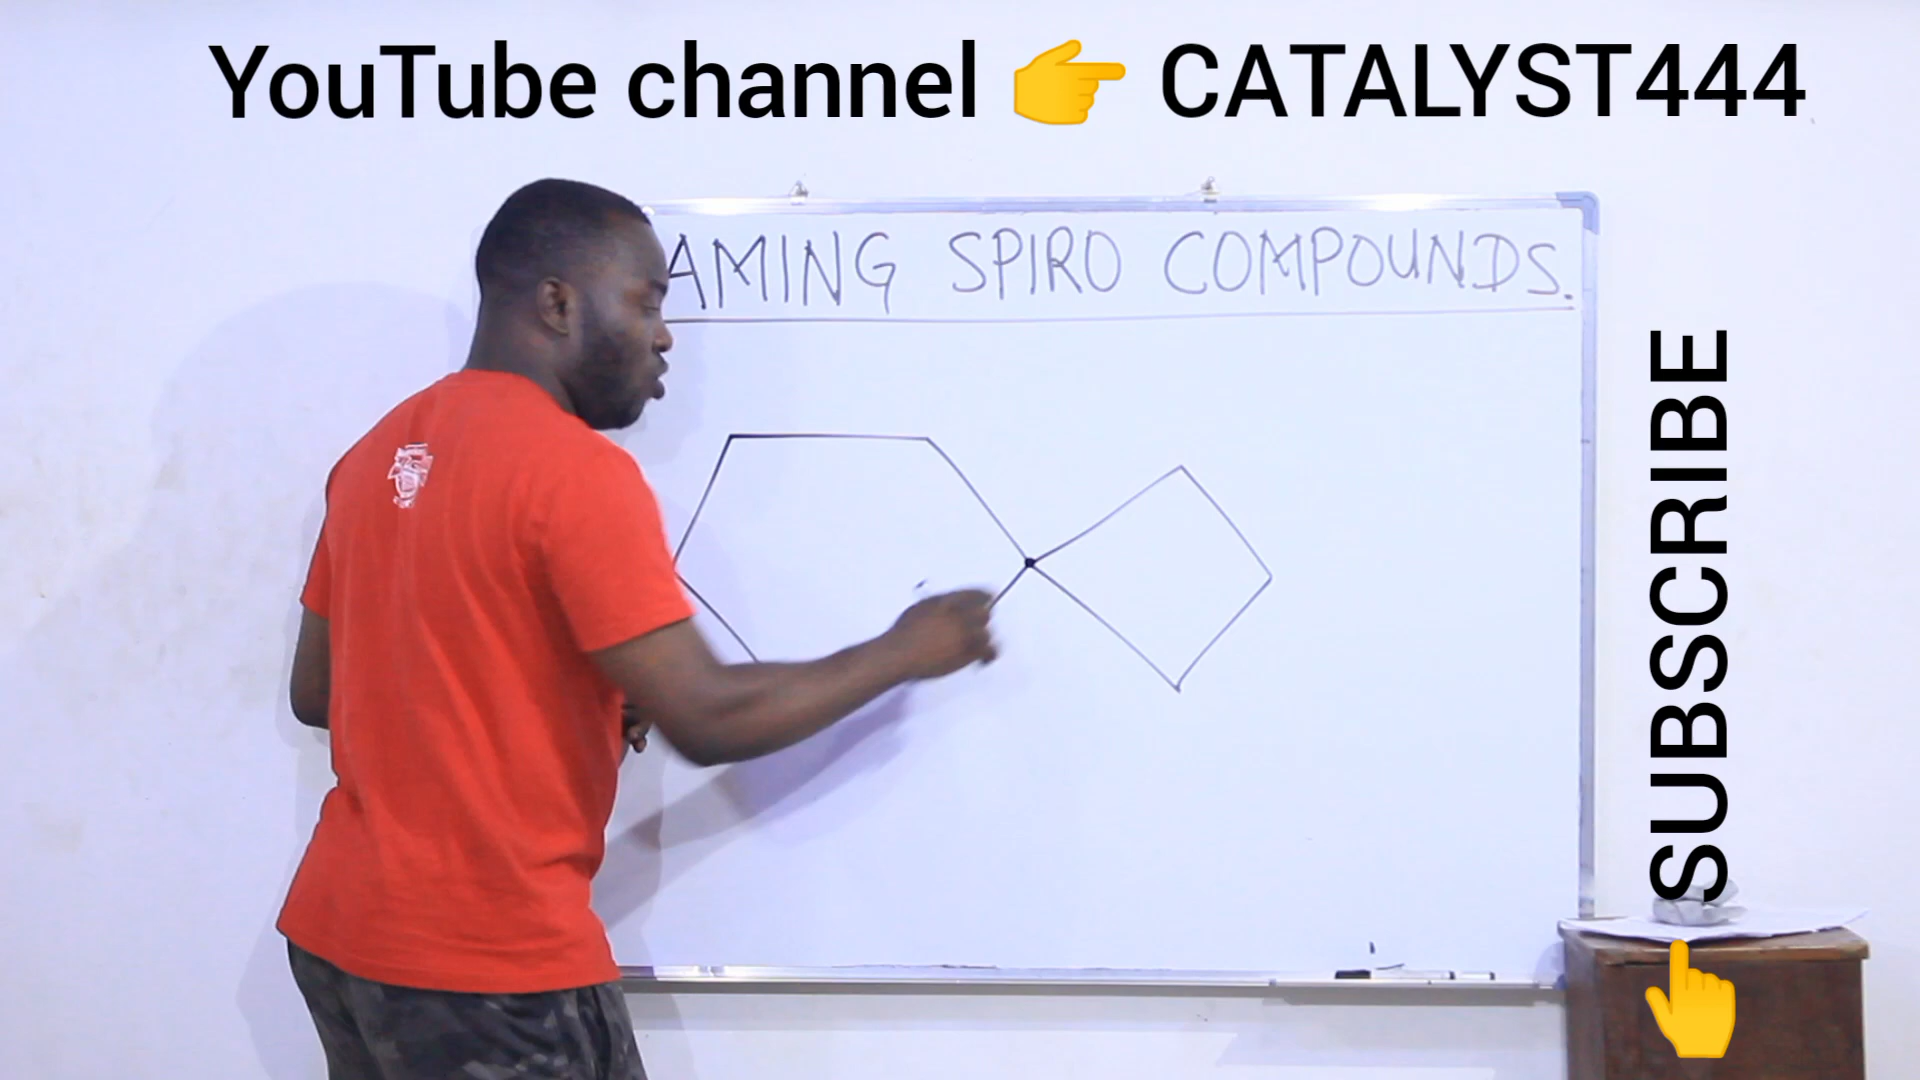 YouTube channel 👉 CATALYST444
AMING SPIRO COMPOUNDS.
SUBSCRIBE